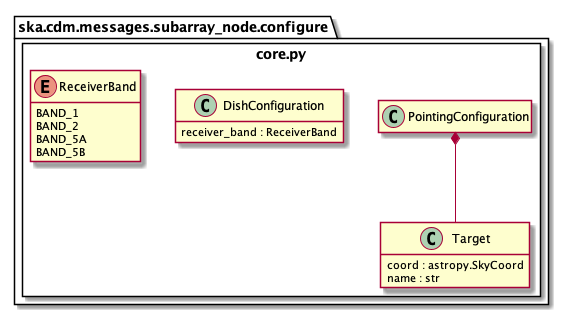 ska.cdm.messages.subarray_node.configure
core.py
E ReceiverBand
BAND_1
BAND_2
BAND_5A
BAND_5B
C DishConfiguration
receiver_band : ReceiverBand
C PointingConfiguration
C Target
coord : astropy.SkyCoord
name : str